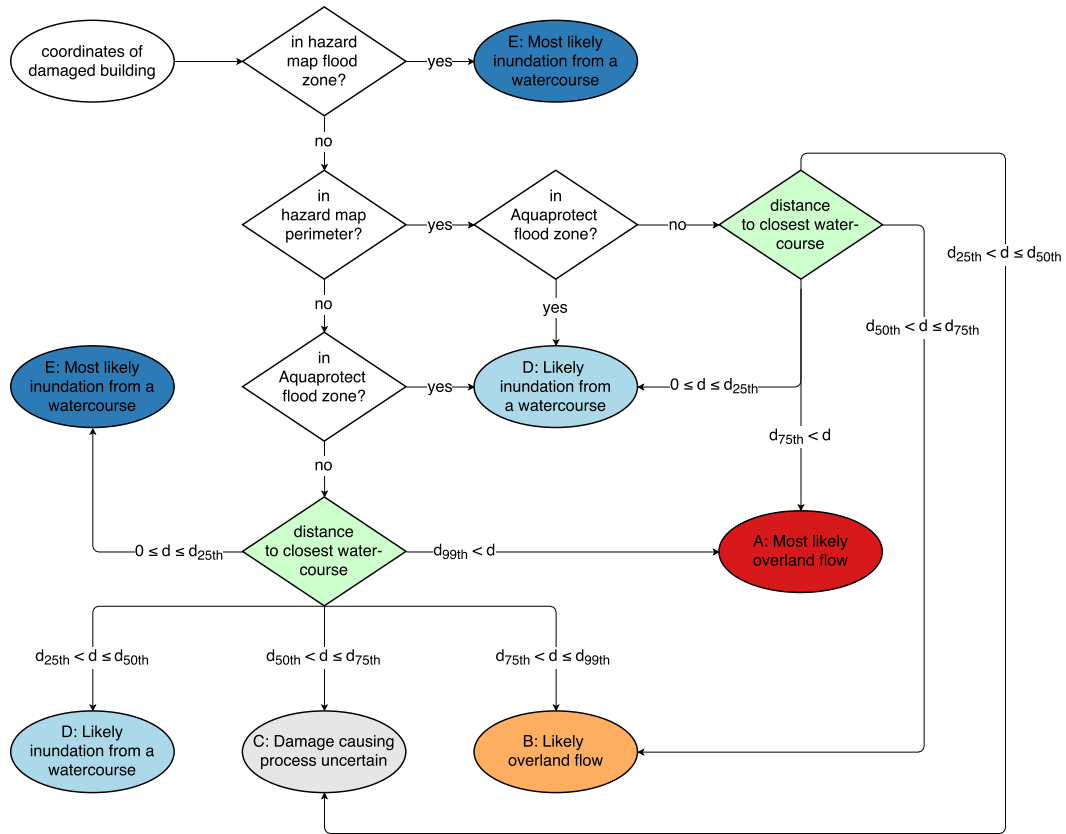 coordinates of
damaged building
in hazard
map flood
zone?
yes
E: Most likely
inundation from a
watercourse
no
in
hazard map
perimeter?
yes
in
Aquaprotect
flood zone?
no
distance
to closest water-
course
d25th < d ≤ d50th
d50th < d ≤ d75th
no
yes
E: Most likely
inundation from a
watercourse
in
Aquaprotect
flood zone?
yes
D: Likely
inundation from
a watercourse
0 ≤ d ≤ d25th
d75th < d
no
0 ≤ d ≤ d25th
distance
to closest water-
course
d99th < d
A: Most likely
overland flow
d25th < d ≤ d50th
d50th < d ≤ d75th
d75th < d ≤ d99th
D: Likely
inundation from a
watercourse
C: Damage causing
process uncertain
B: Likely
overland flow